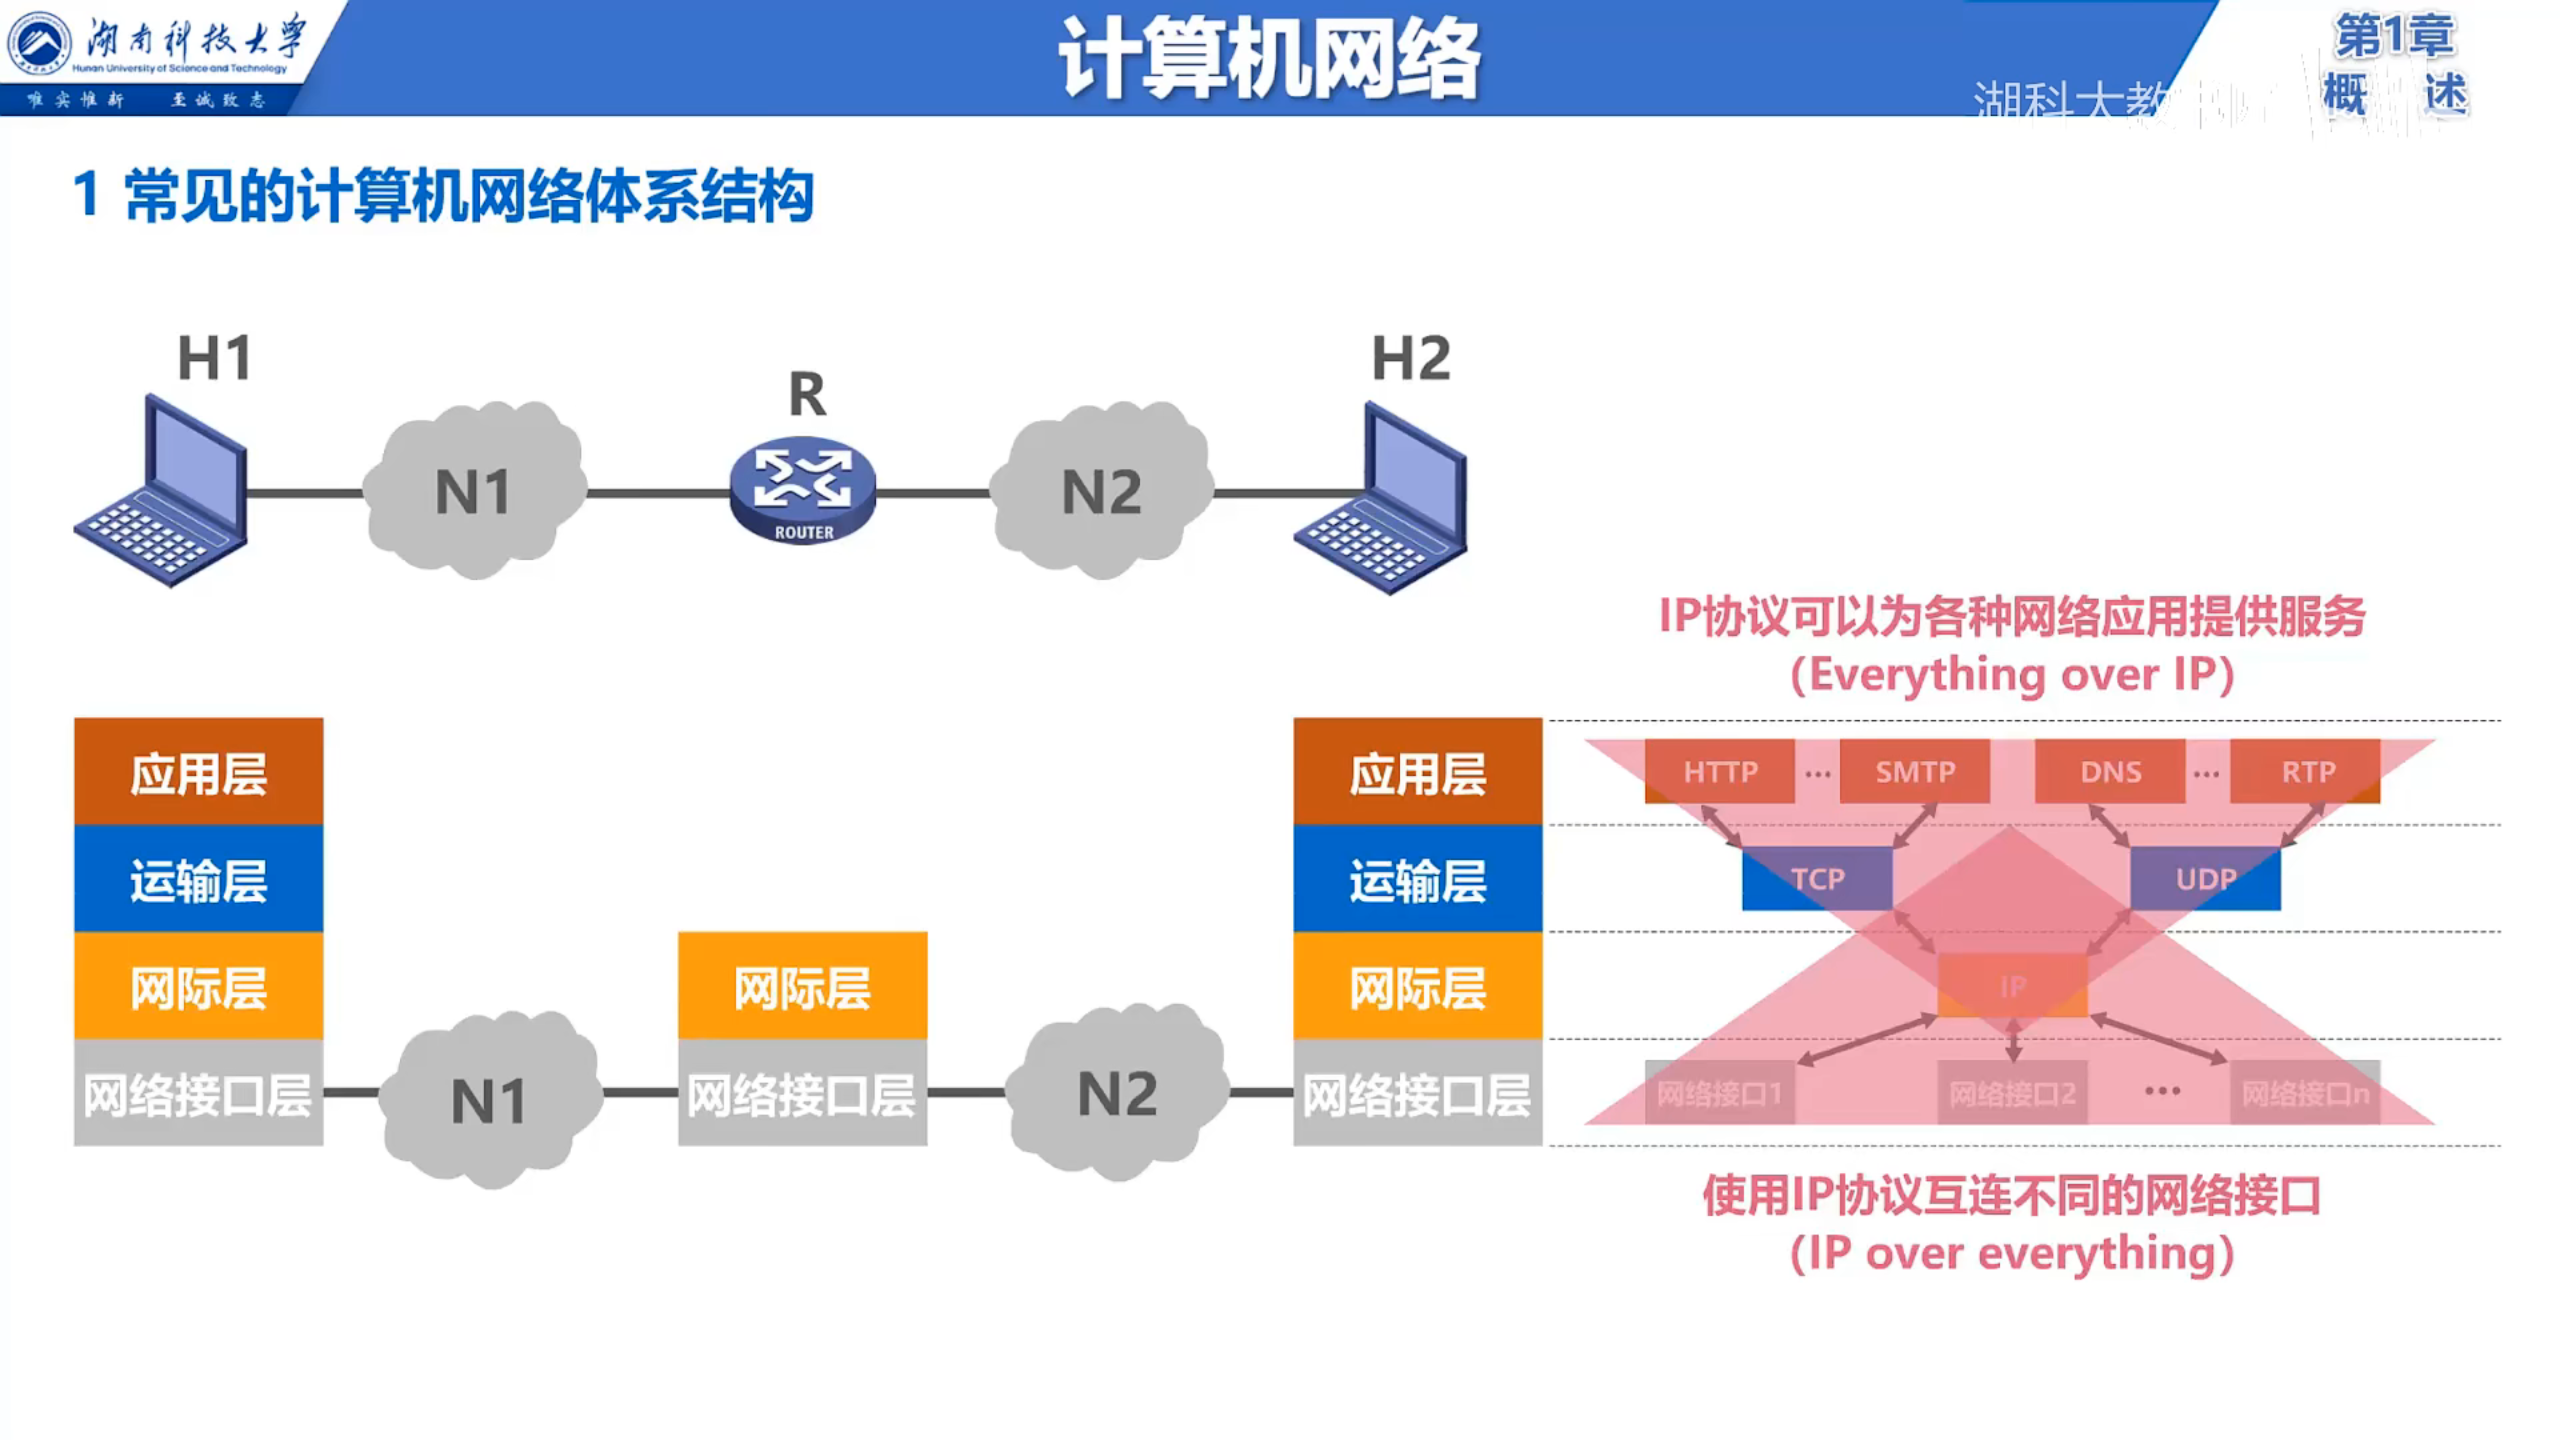 湖南科技大学
Hunan University of Science and Technology
唯实惟新 至诚致志
计算机网络
第1章
概 述
湖科大教
1 常见的计算机网络体系结构
H1
R
H2
N1
ROUTER
N2
IP协议可以为各种网络应用提供服务
(Everything over IP)
应用层
运输层
网际层
网络接口层
N1
网际层
网络接口层
N2
应用层
运输层
网际层
网络接口层
HTTP ... SMTP DNS ... RTP
TCP UDP
IP
网络接口1 网络接口2 ... 网络接口n
使用IP协议互连不同的网络接口
(IP over everything)